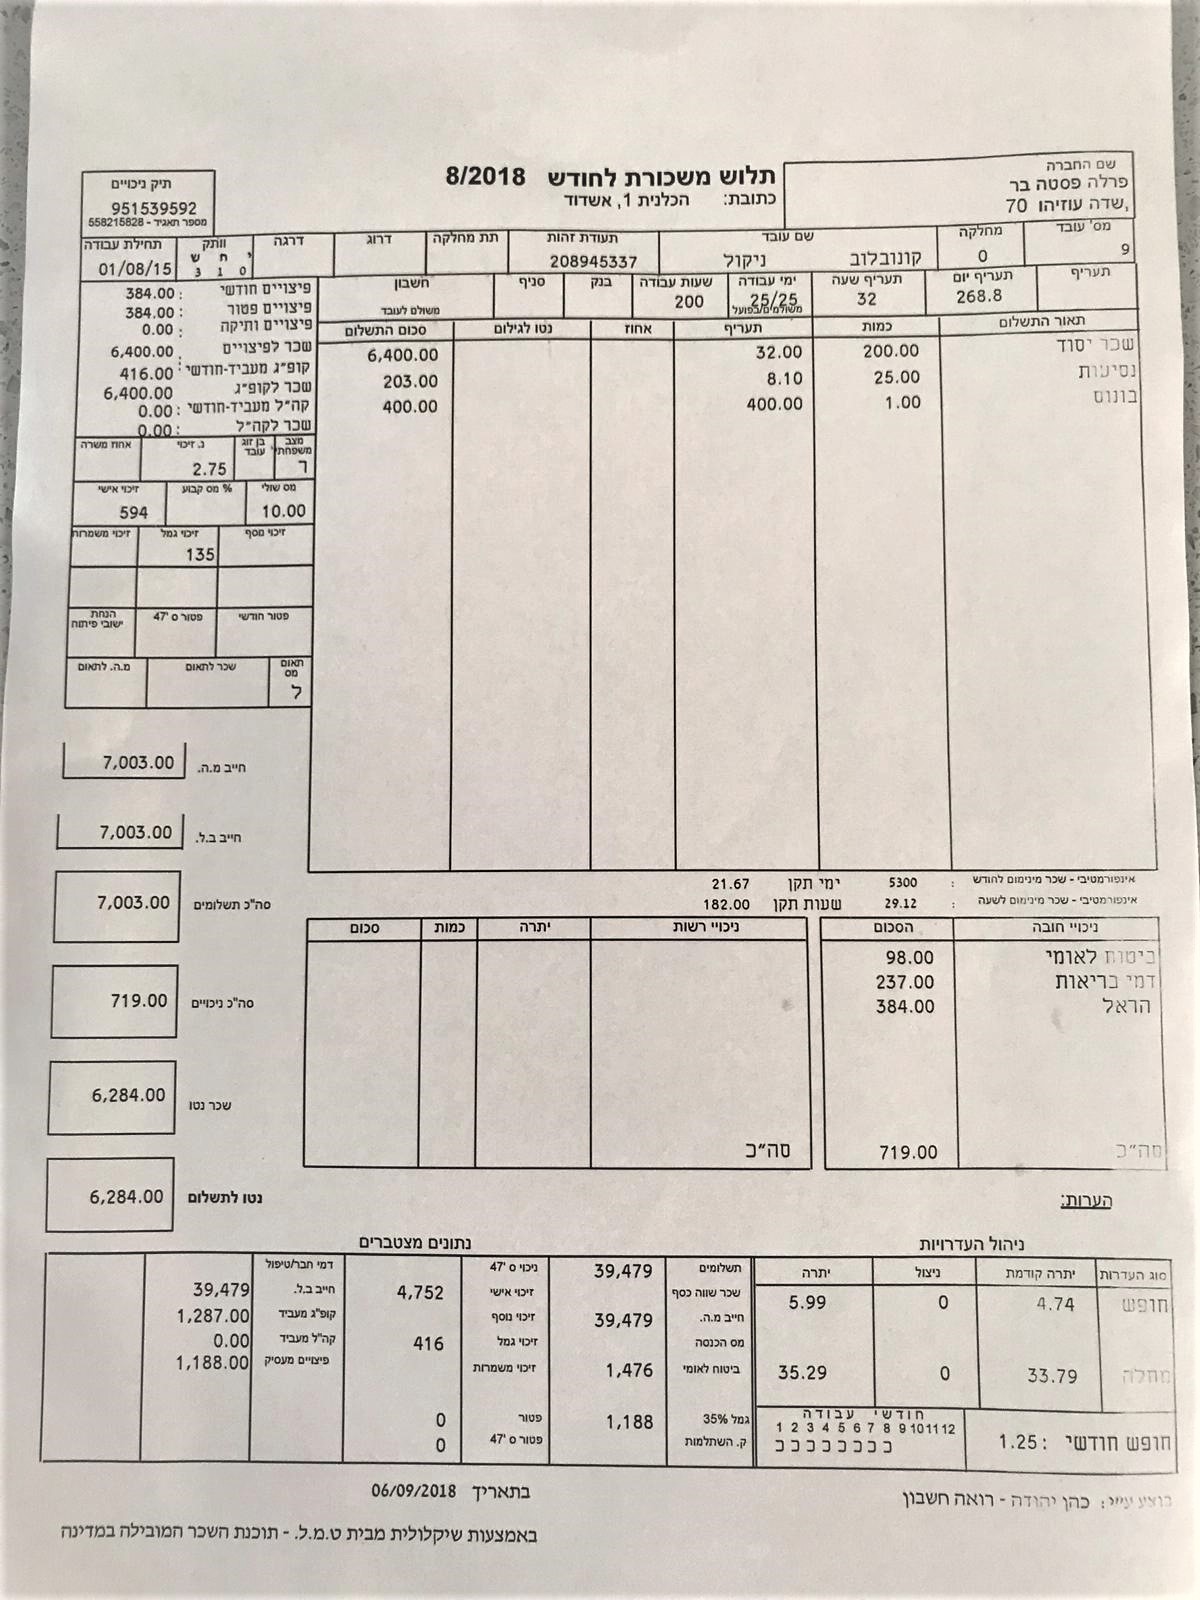 שם החברה
פרלה פסטה בר
שדה עוזיהו 70,
תלוש משכורת לחודש 8/2018
כתובת: הכלנית 1, אשדוד
תיק ניכויים
951539592
מספר תאגיד - 558215828
מס' עובד מחלקה שם עובד תעודת זהות תת מחלקה דרוג דרגה וותק תחילת עבודה
9 0 קונובלוב ניקול 208945337 י ח ש 01/08/15
0 1 3
תעריף תעריף יום תעריף שעה ימי עבודה שעות עבודה בנק סניף חשבון
268.8 32 25/25 200
משולמים/בפועל משולם לעובד
תאור התשלום כמות תעריף אחוז נטו לגילום סכום התשלום
שכר יסוד 200.00 32.00 6,400.00
נסיעות 25.00 8.10 203.00
בונוס 1.00 400.00 400.00
פיצויים חודשי : 384.00
פיצויים פטור : 384.00
פיצויים ותיקה : 0.00
שכר לפיצויים : 6,400.00
קופ"ג מעביד-חודשי : 416.00
שכר לקופ"ג 6,400.00
קה"ל מעביד-חודשי : 0.00
שכר לקה"ל : 0.00
מצב משפחתי בן זוג עובד נ. זיכוי אחוז משרה
ר 2.75
מס שולי % מס קבוע זיכוי אישי
10.00 594
זיכוי נוסף זיכוי גמל זיכוי משמרות
135
פטור חודשי פטור ס '47 הנחת ישובי פיתוח
תאום מס שכר לתאום מ.ה. לתאום
ל
חייב מ.ה. 7,003.00
חייב ב.ל. 7,003.00
סה"כ תשלומים 7,003.00
סה"כ ניכויים 719.00
שכר נטו 6,284.00
נטו לתשלום 6,284.00
אינפורמטיבי - שכר מינימום לחודש : 5300 ימי תקן 21.67
אינפורמטיבי - שכר מינימום לשעה : 29.12 שעות תקן 182.00
ניכויי חובה הסכום
ביטוח לאומי 98.00
דמי בריאות 237.00
הראל 384.00
סה"כ 719.00
ניכויי רשות יתרה כמות סכום
סה"כ
הערות:
ניהול העדרויות
סוג העדרות יתרה קודמת ניצול יתרה
חופש 4.74 0 5.99
מחלה 33.79 0 35.29
חופש חודשי : 1.25
חודשי עבודה
1 2 3 4 5 6 7 8 9 10 11 12
כ כ כ כ כ כ כ כ
נתונים מצטברים
תשלומים 39,479
שכר שווה כסף
חייב מ.ה. 39,479
מס הכנסה
ביטוח לאומי 1,476
גמל 35% 1,188
ק. השתלמות
ניכוי ס '47
זיכוי אישי 4,752
זיכוי נוסף
זיכוי גמל 416
זיכוי משמרות
פטור 0
פטור ס '47 0
דמי חבר/טיפול
חייב ב.ל. 39,479
קופ"ג מעביד 1,287.00
קה"ל מעביד 0.00
פיצויים מעסיק 1,188.00
בוצע ע"י: כהן יהודה - רואה חשבון
בתאריך 06/09/2018
באמצעות שיקלולית מבית ט.מ.ל. - תוכנת השכר המובילה במדינה